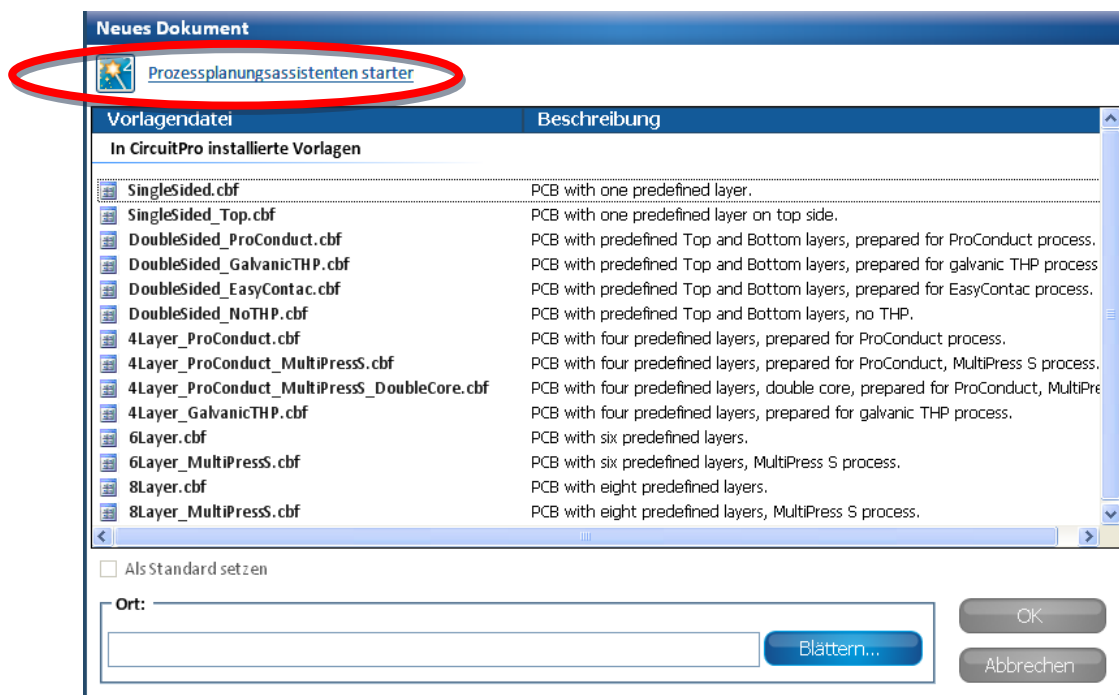 Neues Dokument
Prozessplanungsassistenten starter
Vorlagendatei Beschreibung
In CircuitPro installierte Vorlagen
SingleSided.cbf PCB with one predefined layer.
SingleSided_Top.cbf PCB with one predefined layer on top side.
DoubleSided_ProConduct.cbf PCB with predefined Top and Bottom layers, prepared for ProConduct process.
DoubleSided_GalvanicTHP.cbf PCB with predefined Top and Bottom layers, prepared for galvanic THP process
DoubleSided_EasyContac.cbf PCB with predefined Top and Bottom layers, prepared for EasyContac process.
DoubleSided_NoTHP.cbf PCB with predefined Top and Bottom layers, no THP.
4Layer_ProConduct.cbf PCB with four predefined layers, prepared for ProConduct process.
4Layer_ProConduct_MultiPressS.cbf PCB with four predefined layers, prepared for ProConduct, MultiPress S process.
4Layer_ProConduct_MultiPressS_DoubleCore.cbf PCB with four predefined layers, double core, prepared for ProConduct, MultiPre
4Layer_GalvanicTHP.cbf PCB with four predefined layers, prepared for galvanic THP process.
6Layer.cbf PCB with six predefined layers.
6Layer_MultiPressS.cbf PCB with six predefined layers, MultiPress S process.
8Layer.cbf PCB with eight predefined layers.
8Layer_MultiPressS.cbf PCB with eight predefined layers, MultiPress S process.
Als Standard setzen
Ort:
OK
Blättern...
Abbrechen